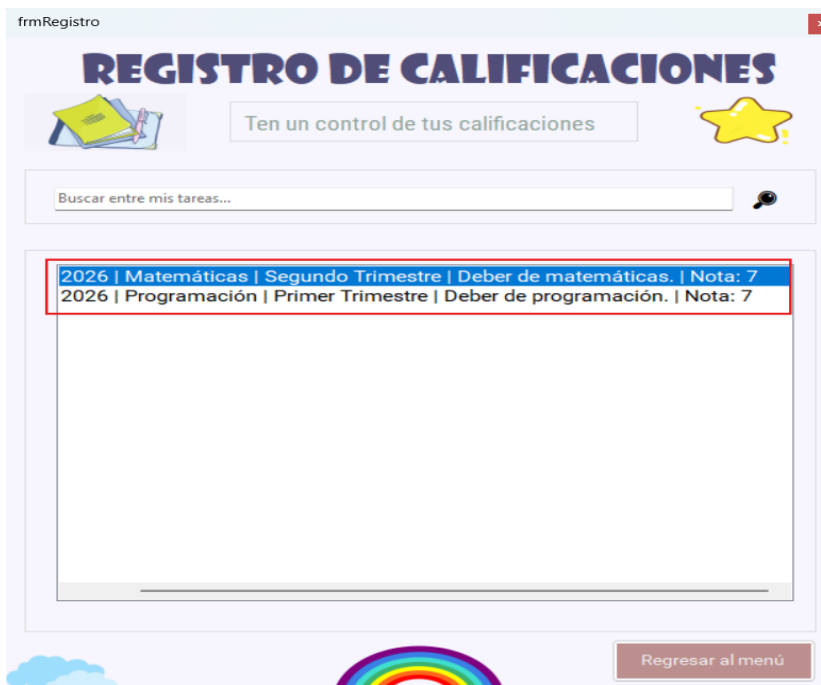 frmRegistro
REGISTRO DE CALIFICACIONES
Ten un control de tus calificaciones
Buscar entre mis tareas...
2026 | Matemáticas | Segundo Trimestre | Deber de matemáticas. | Nota: 7
2026 | Programación | Primer Trimestre | Deber de programación. | Nota: 7
Regresar al menú